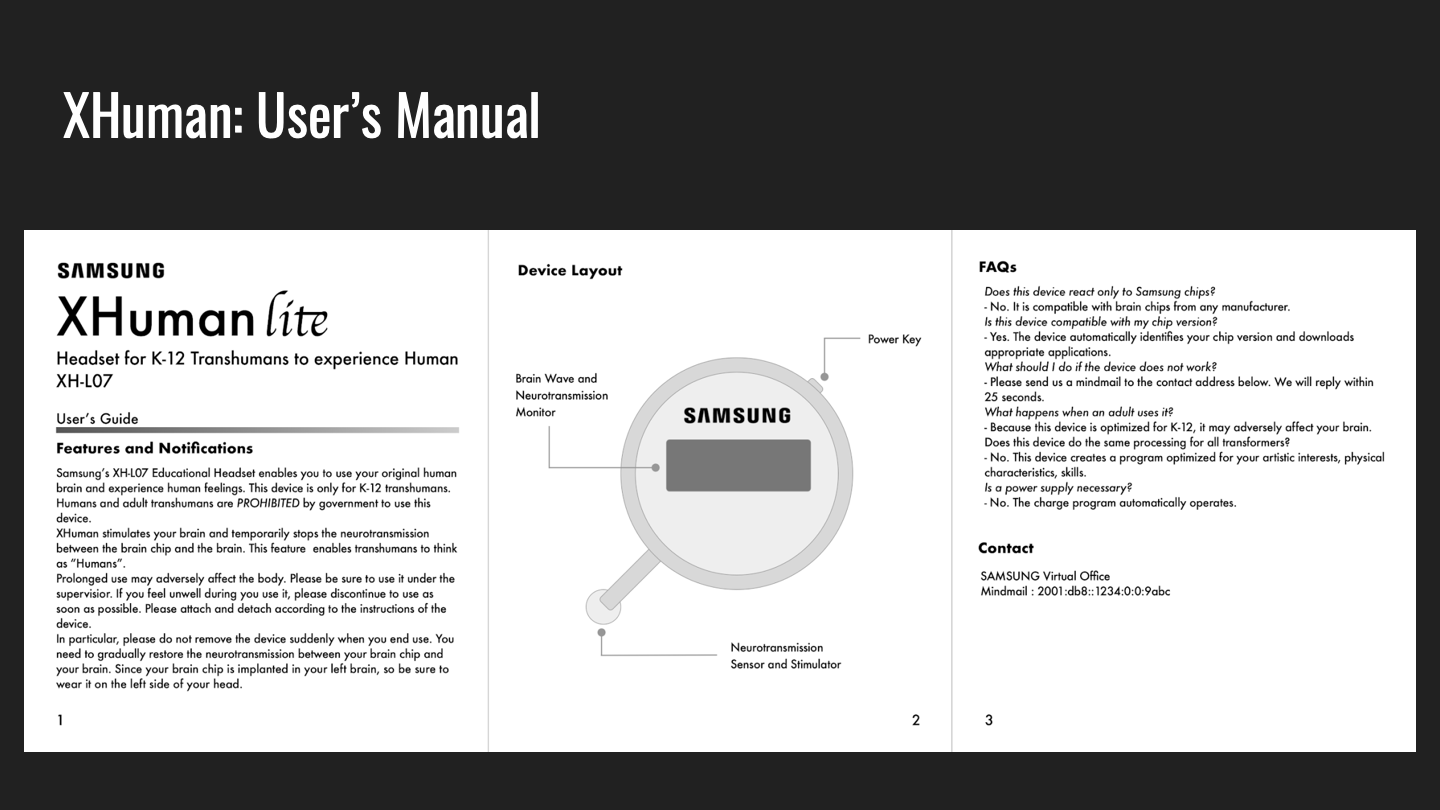 XHuman: User's Manual
SAMSUNG
XHuman lite
Headset for K-12 Transhumans to experience Human
XH-L07
User's Guide
Features and Notifications
Samsung's XH-L07 Educational Headset enables you to use your original human
brain and experience human feelings. This device is only for K-12 transhumans.
Humans and adult transhumans are PROHIBITED by government to use this
device.
XHuman stimulates your brain and temporarily stops the neurotransmission
between the brain chip and the brain. This feature enables transhumans to think
as “Humans”.
Prolonged use may adversely affect the body. Please be sure to use it under the
supervisior. If you feel unwell during you use it, please discontinue to use as
soon as possible. Please attach and detach according to the instructions of the
device.
In particular, please do not remove the device suddenly when you end use. You
need to gradually restore the neurotransmission between your brain chip and
your brain. Since your brain chip is implanted in your left brain, so be sure to
wear it on the left side of your head.
1
Device Layout
Power Key
Brain Wave and
Neurotransmission
Monitor
SAMSUNG
Neurotransmission
Sensor and Stimulator
2
FAQs
Does this device react only to Samsung chips?
- No. It is compatible with brain chips from any manufacturer.
Is this device compatible with my chip version?
- Yes. The device automatically identifies your chip version and downloads
appropriate applications.
What should I do if the device does not work?
- Please send us a mindmail to the contact address below. We will reply within
25 seconds.
What happens when an adult uses it?
- Because this device is optimized for K-12, it may adversely affect your brain.
Does this device do the same processing for all transformers?
- No. This device creates a program optimized for your artistic interests, physical
characteristics, skills.
Is a power supply necessary?
- No. The charge program automatically operates.
Contact
SAMSUNG Virtual Office
Mindmail : 2001:db8::1234:0:0:9abc
3